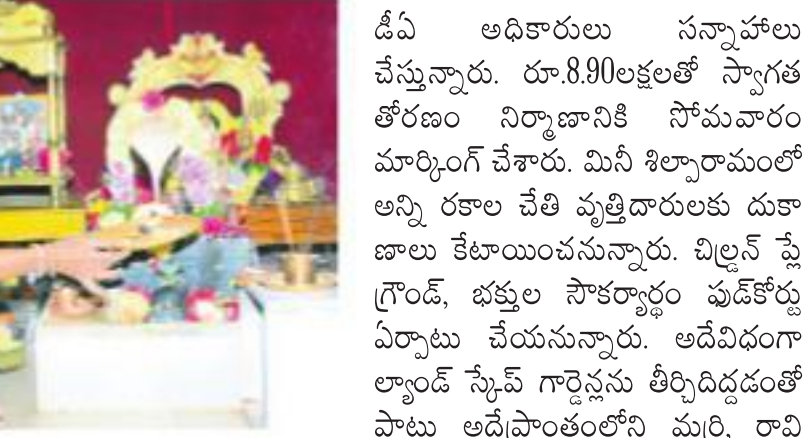 డీఏ అధికారులు సన్నాహాలు
చేస్తున్నారు. రూ.8.90లక్షలతో స్వాగత
తోరణం నిర్మాణానికి సోమవారం
మార్కింగ్ చేశారు. మినీ శిల్పారామంలో
అన్ని రకాల చేతి వృత్తిదారులకు దుకా
ణాలు కేటాయించనున్నారు. చిల్డ్రన్ ప్లే
గ్రౌండ్, భక్తుల సౌకర్యార్థం ఫుడ్‌కోర్టు
ఏర్పాటు చేయనున్నారు. అదేవిధంగా
ల్యాండ్ స్కేప్ గార్డెన్లను తీర్చిదిద్దడంతో
పాటు అదేప్రాంతంలోని మర్రి, రావి